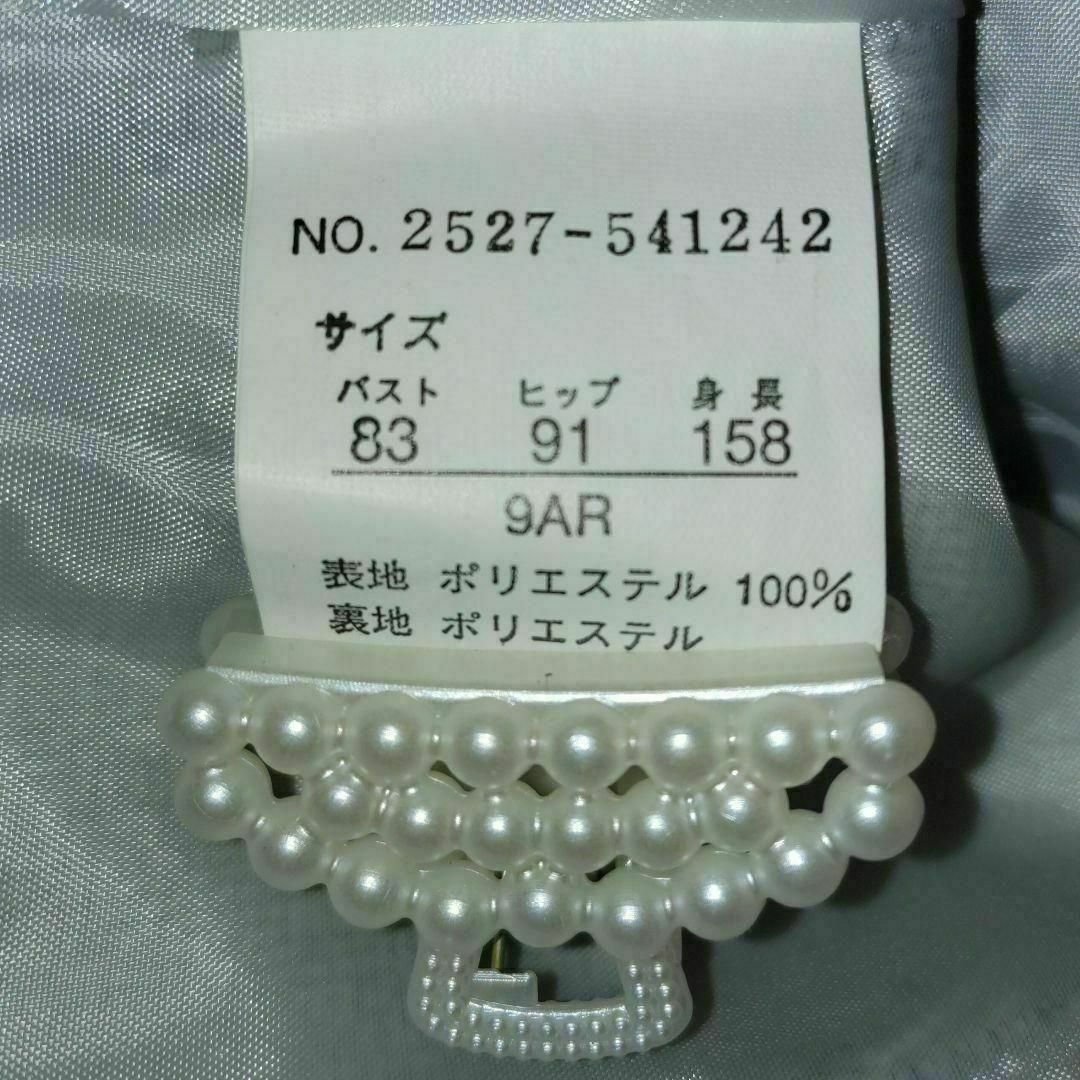 NO. 2527-541242
サイズ
バスト ヒップ 身長
83 91 158
9AR
表地 ポリエステル 100%
裏地 ポリエステル